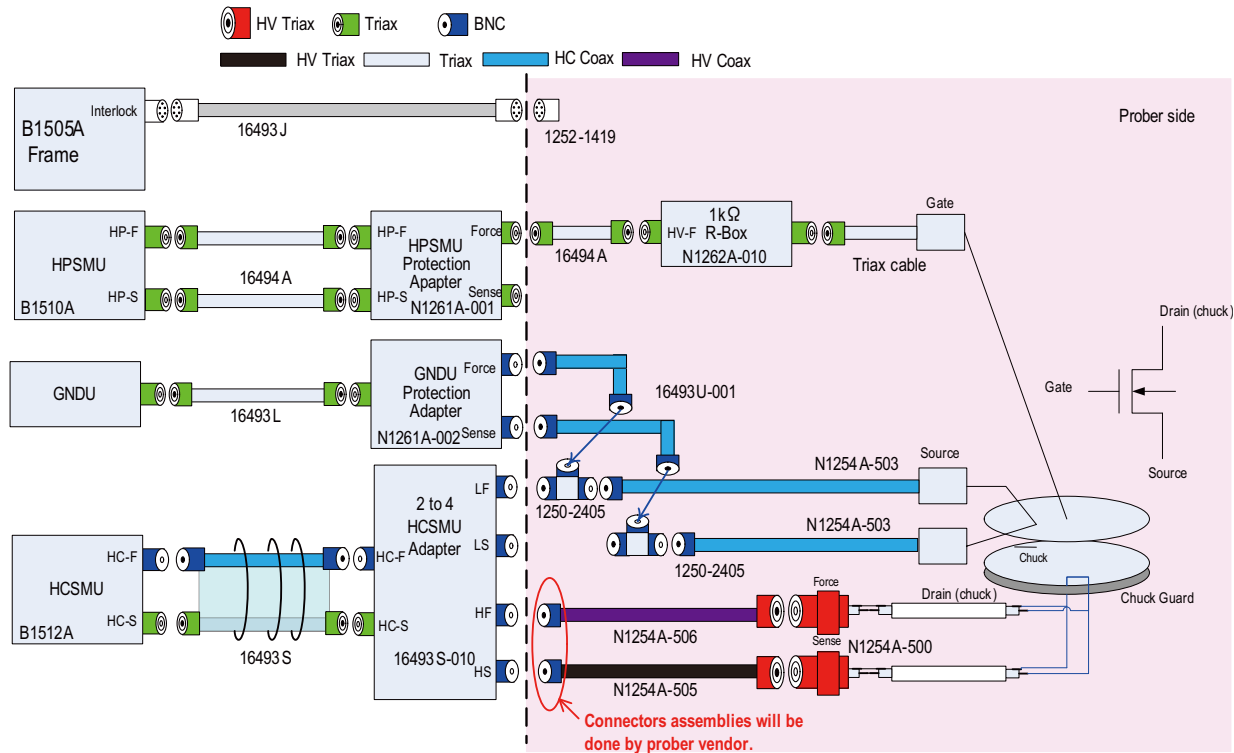 HV Triax
Triax
BNC
HV Triax
Triax
HC Coax
HV Coax
Interlock
B1505A
Frame
16493J
1252-1419
Prober side
HP-F
HPSMU
HP-S
B1510A
16494A
HP-F
Force
HPSMU
Protection
Apapter
HP-S
Sense
N1261A-001
16494A
1kΩ
HV-F
R-Box
N1262A-010
Triax cable
Gate
Drain (chuck)
Gate
Source
GNDU
16493L
Force
GNDU
Protection
Adapter
N1261A-002
Sense
16493U-001
1250-2405
N1254A-503
Source
1250-2405
N1254A-503
Chuck
Chuck Guard
HC-F
HCSMU
HC-S
B1512A
16493S
2 to 4
HCSMU
Adapter
LF
LS
HC-F
HF
HC-S
16493S-010
HS
N1254A-506
Force
Drain (chuck)
Sense
N1254A-500
N1254A-505
Connectors assemblies will be
done by prober vendor.